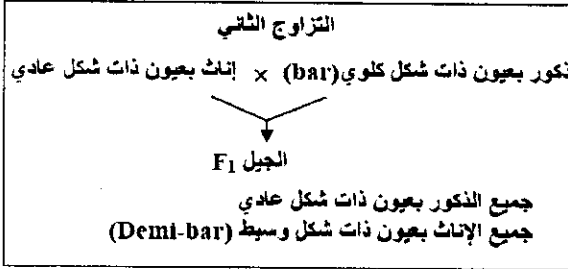 التزاوج الثاني
ذكور بعيون ذات شكل كلوي(bar) × إناث بعيون ذات شكل عادي
الجيل F1
جميع الذكور بعيون ذات شكل عادي
جميع الإناث بعيون ذات شكل وسيط (Demi-bar)